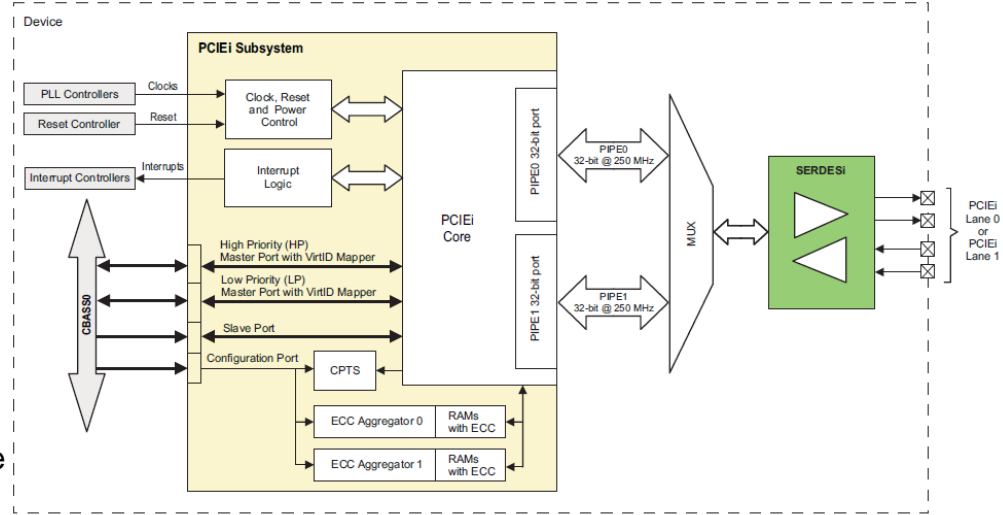 Device
PCIEi Subsystem
PLL Controllers
Clocks
Reset Controller
Reset
Clock, Reset
and Power
Control
Interrupt Controllers
Interrupts
Interrupt
Logic
CBASS0
High Priority (HP)
Master Port with VirtID Mapper
Low Priority (LP)
Master Port with VirtID Mapper
Slave Port
Configuration Port
CPTS
ECC Aggregator 0
RAMs
with ECC
ECC Aggregator 1
RAMs
with ECC
PCIEi
Core
PIPE0 32-bit port
PIPE1 32-bit port
PIPE0
32-bit @ 250 MHz
PIPE1
32-bit @ 250 MHz
MUX
SERDESi
PCIEi
Lane 0
or
PCIEi
Lane 1
e